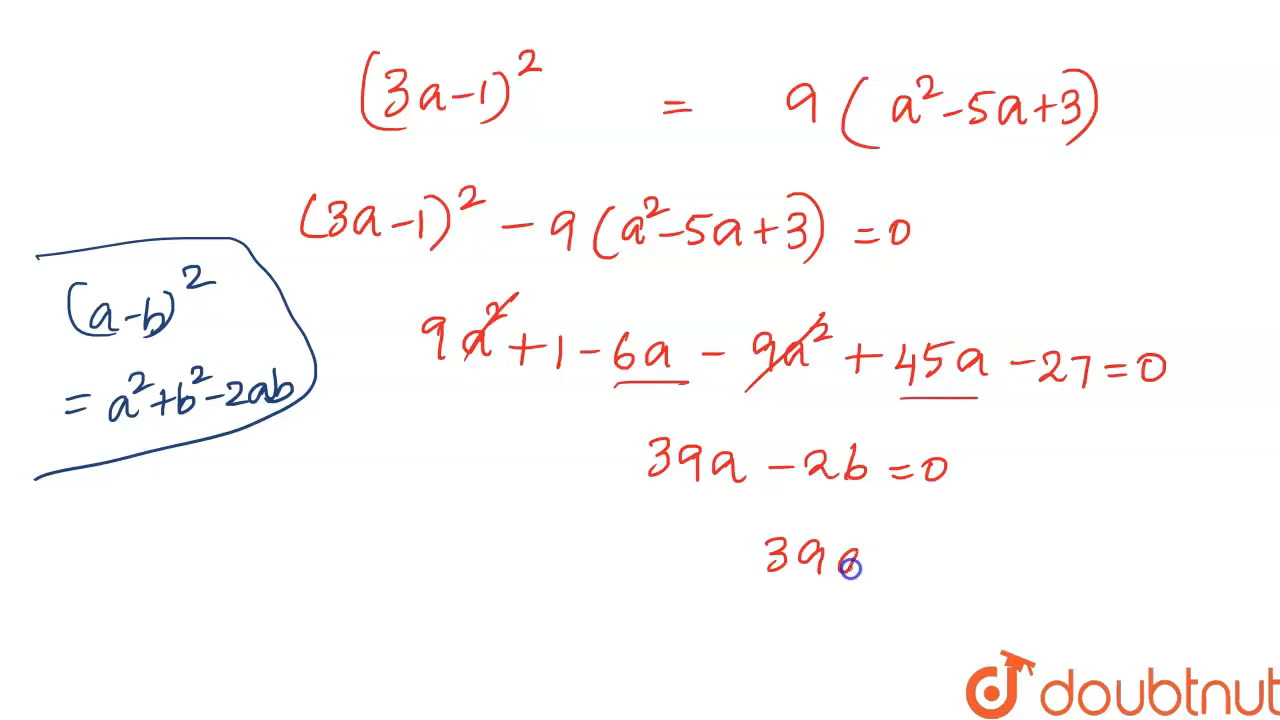 (3a-1)² = 9(a²-5a+3)
(3a-1)² - 9(a²-5a+3) = 0
(a-b)²
= a²+b²-2ab
9a² + 1 - 6a - 9a² + 45a - 27 = 0
39a - 26 = 0
39a
doubtnut